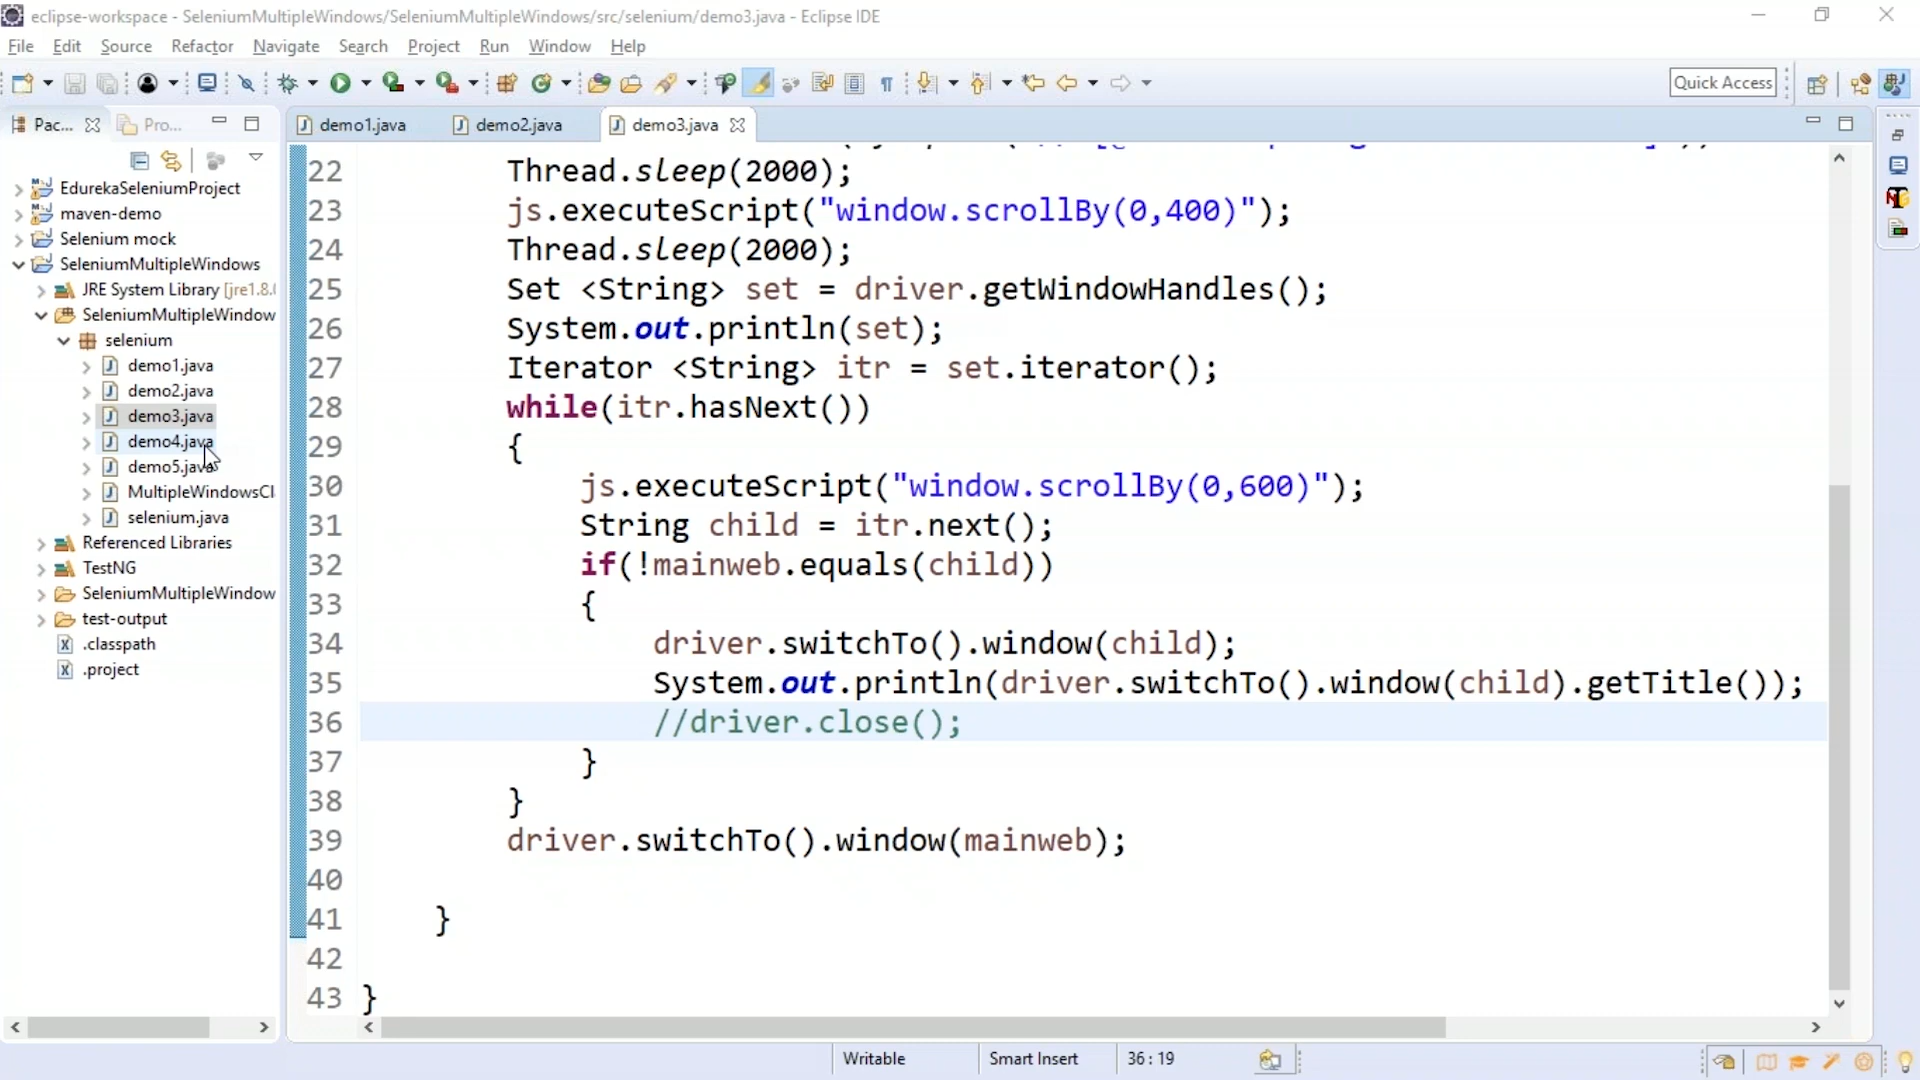 eclipse-workspace - SeleniumMultipleWindows/SeleniumMultipleWindows/src/selenium/demo3.java - Eclipse IDE
File Edit Source Refactor Navigate Search Project Run Window Help
Quick Access
Pac... Pro...
demo1.java demo2.java demo3.java
EdurekaSeleniumProject
maven-demo
Selenium mock
SeleniumMultipleWindows
JRE System Library [jre1.8.
SeleniumMultipleWindow
selenium
demo1.java
demo2.java
demo3.java
demo4.java
demo5.java
MultipleWindowsCl
selenium.java
Referenced Libraries
TestNG
SeleniumMultipleWindow
test-output
.classpath
.project
22 Thread.sleep(2000);
23 js.executeScript("window.scrollBy(0,400)");
24 Thread.sleep(2000);
25 Set <String> set = driver.getWindowHandles();
26 System.out.println(set);
27 Iterator <String> itr = set.iterator();
28 while(itr.hasNext())
29 {
30 js.executeScript("window.scrollBy(0,600)");
31 String child = itr.next();
32 if(!mainweb.equals(child))
33 {
34 driver.switchTo().window(child);
35 System.out.println(driver.switchTo().window(child).getTitle());
36 //driver.close();
37 }
38 }
39 driver.switchTo().window(mainweb);
40
41 }
42
43 }
Writable Smart Insert 36 : 19